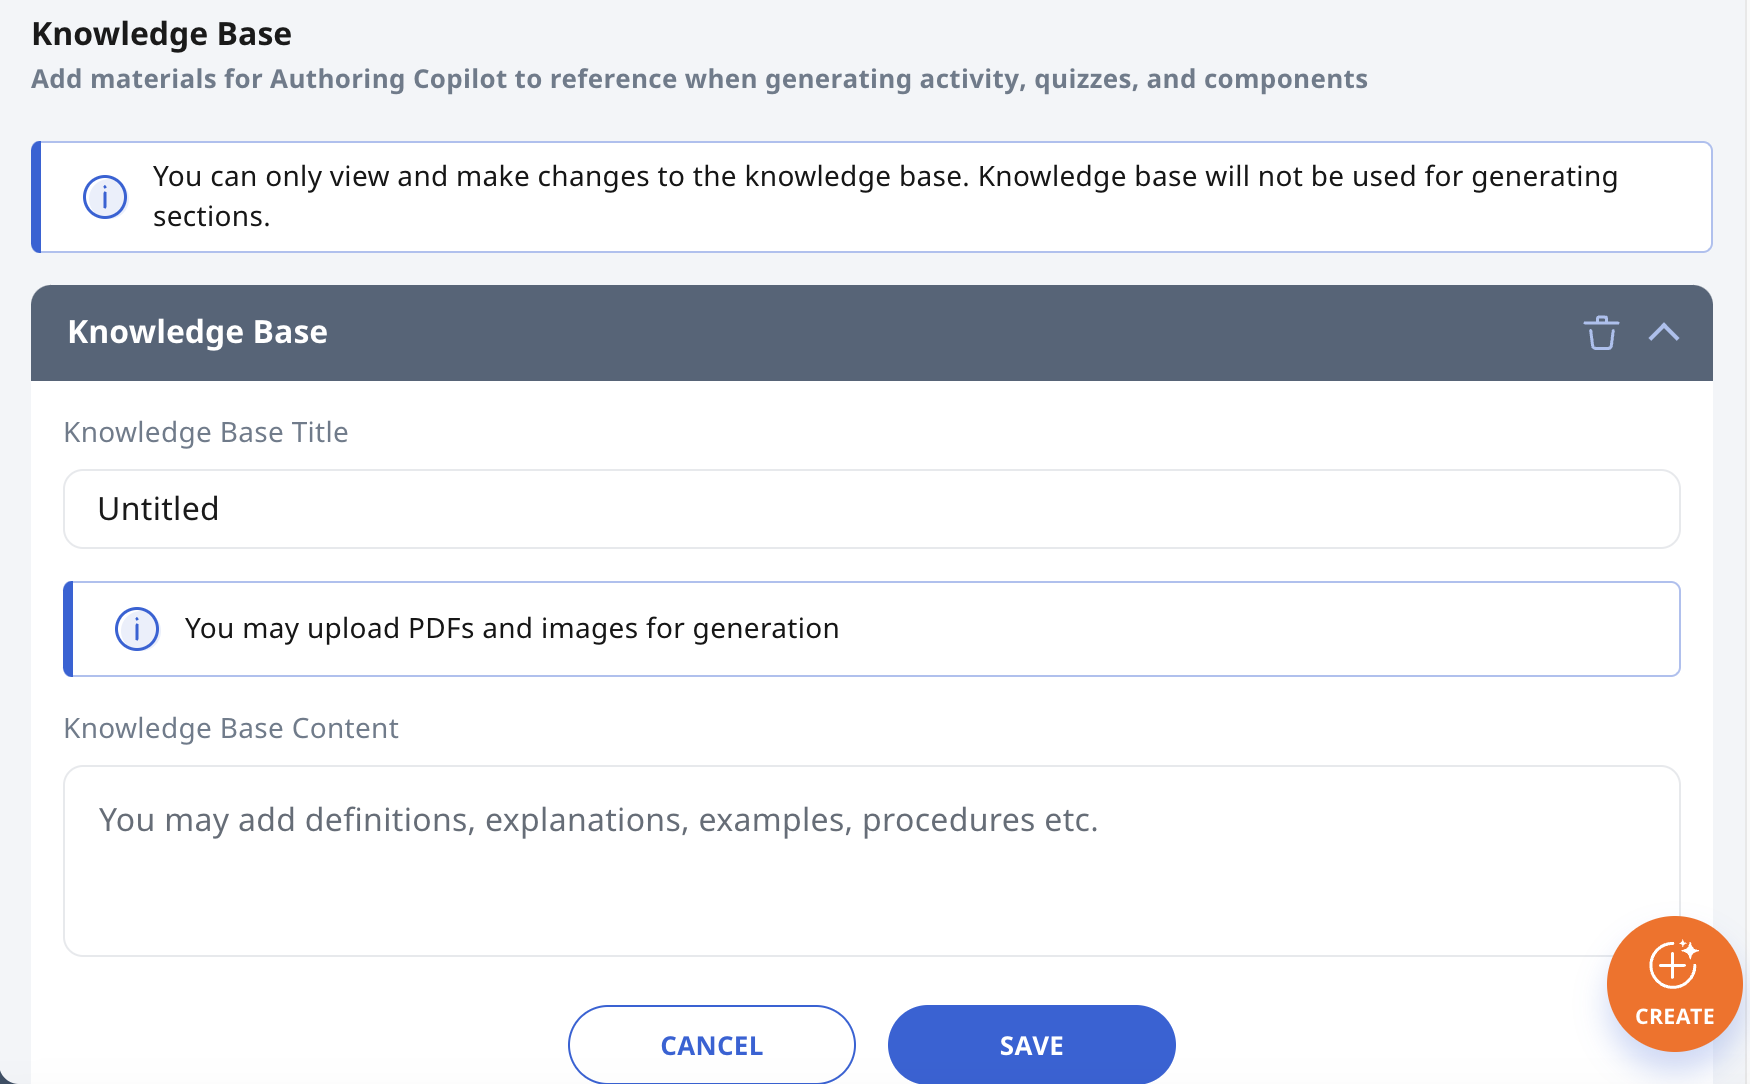 Knowledge Base
Add materials for Authoring Copilot to reference when generating activity, quizzes, and components
You can only view and make changes to the knowledge base. Knowledge base will not be used for generating
sections.
Knowledge Base
Knowledge Base Title
Untitled
You may upload PDFs and images for generation
Knowledge Base Content
You may add definitions, explanations, examples, procedures etc.
CREATE
CANCEL
SAVE